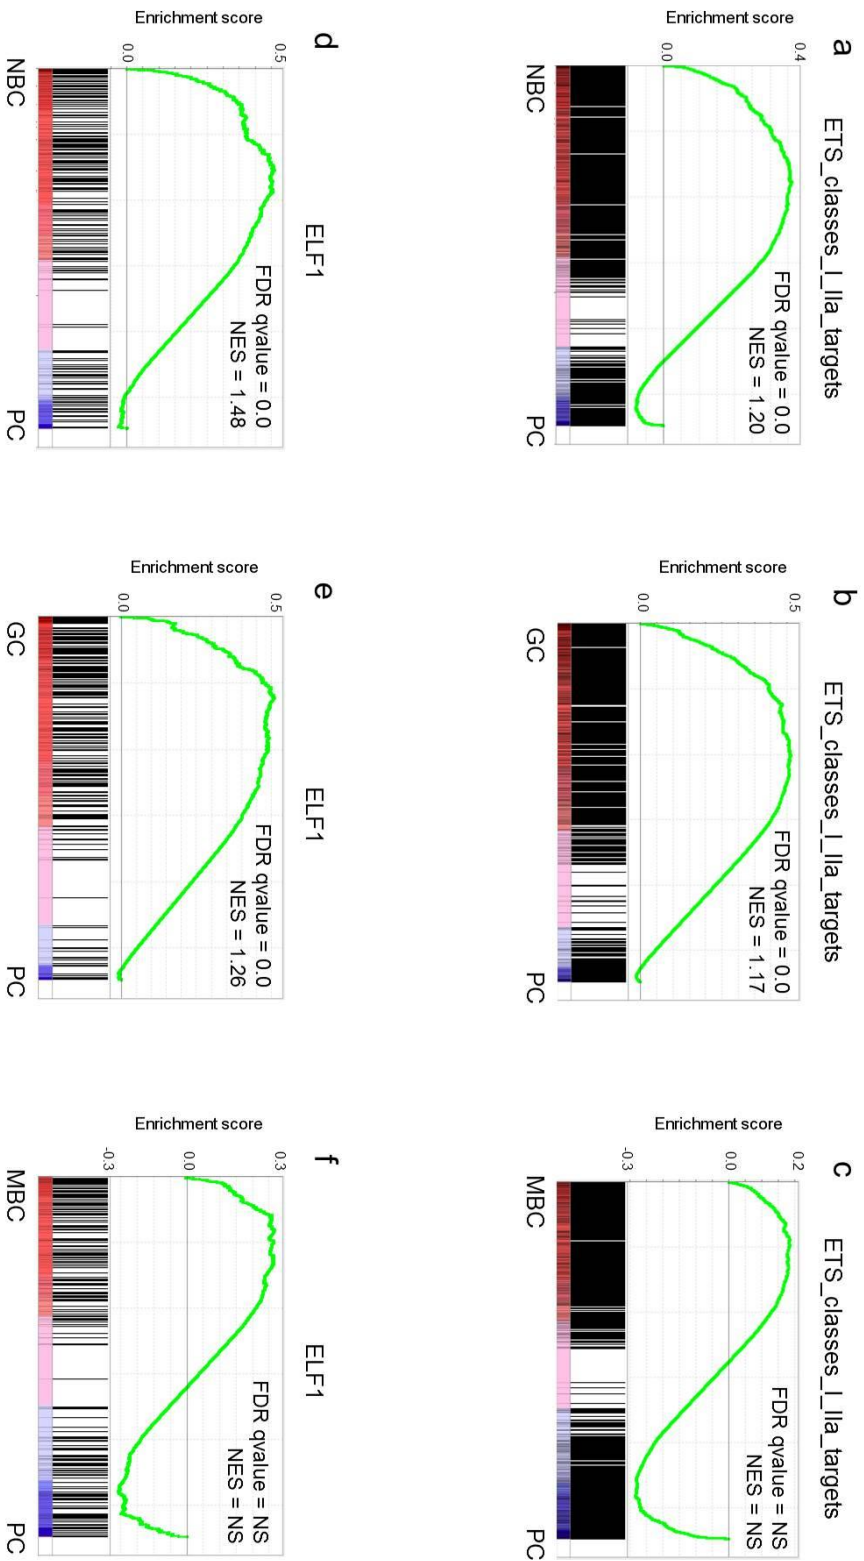 a
ETS_classes_I_IIa_targets
Enrichment score
0.4
0.0
FDR qvalue = 0.0
NES = 1.20
NBC
PC
b
ETS_classes_I_IIa_targets
Enrichment score
0.5
0.0
FDR qvalue = 0.0
NES = 1.17
GC
PC
c
ETS_classes_I_IIa_targets
Enrichment score
0.2
0.0
-0.3
FDR qvalue = NS
NES = NS
MBC
PC
d
ELF1
Enrichment score
0.5
0.0
FDR qvalue = 0.0
NES = 1.48
NBC
PC
e
ELF1
Enrichment score
0.5
0.0
FDR qvalue = 0.0
NES = 1.26
GC
PC
f
ELF1
Enrichment score
0.3
0.0
-0.3
FDR qvalue = NS
NES = NS
MBC
PC